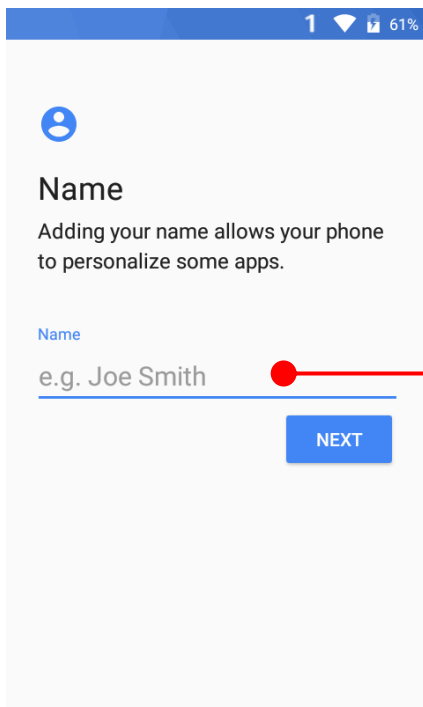 1 61%
Name
Adding your name allows your phone
to personalize some apps.
Name
e.g. Joe Smith
NEXT